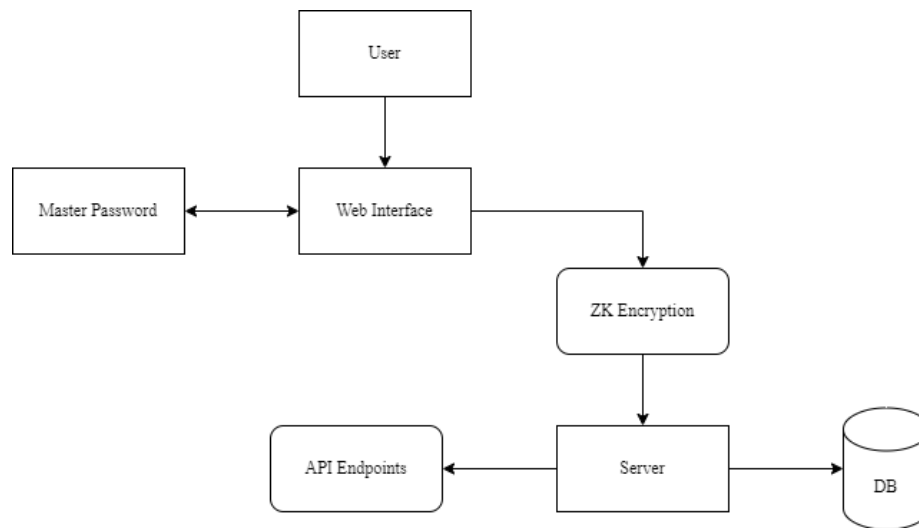 User
Master Password
Web Interface
ZK Encryption
API Endpoints
Server
DB